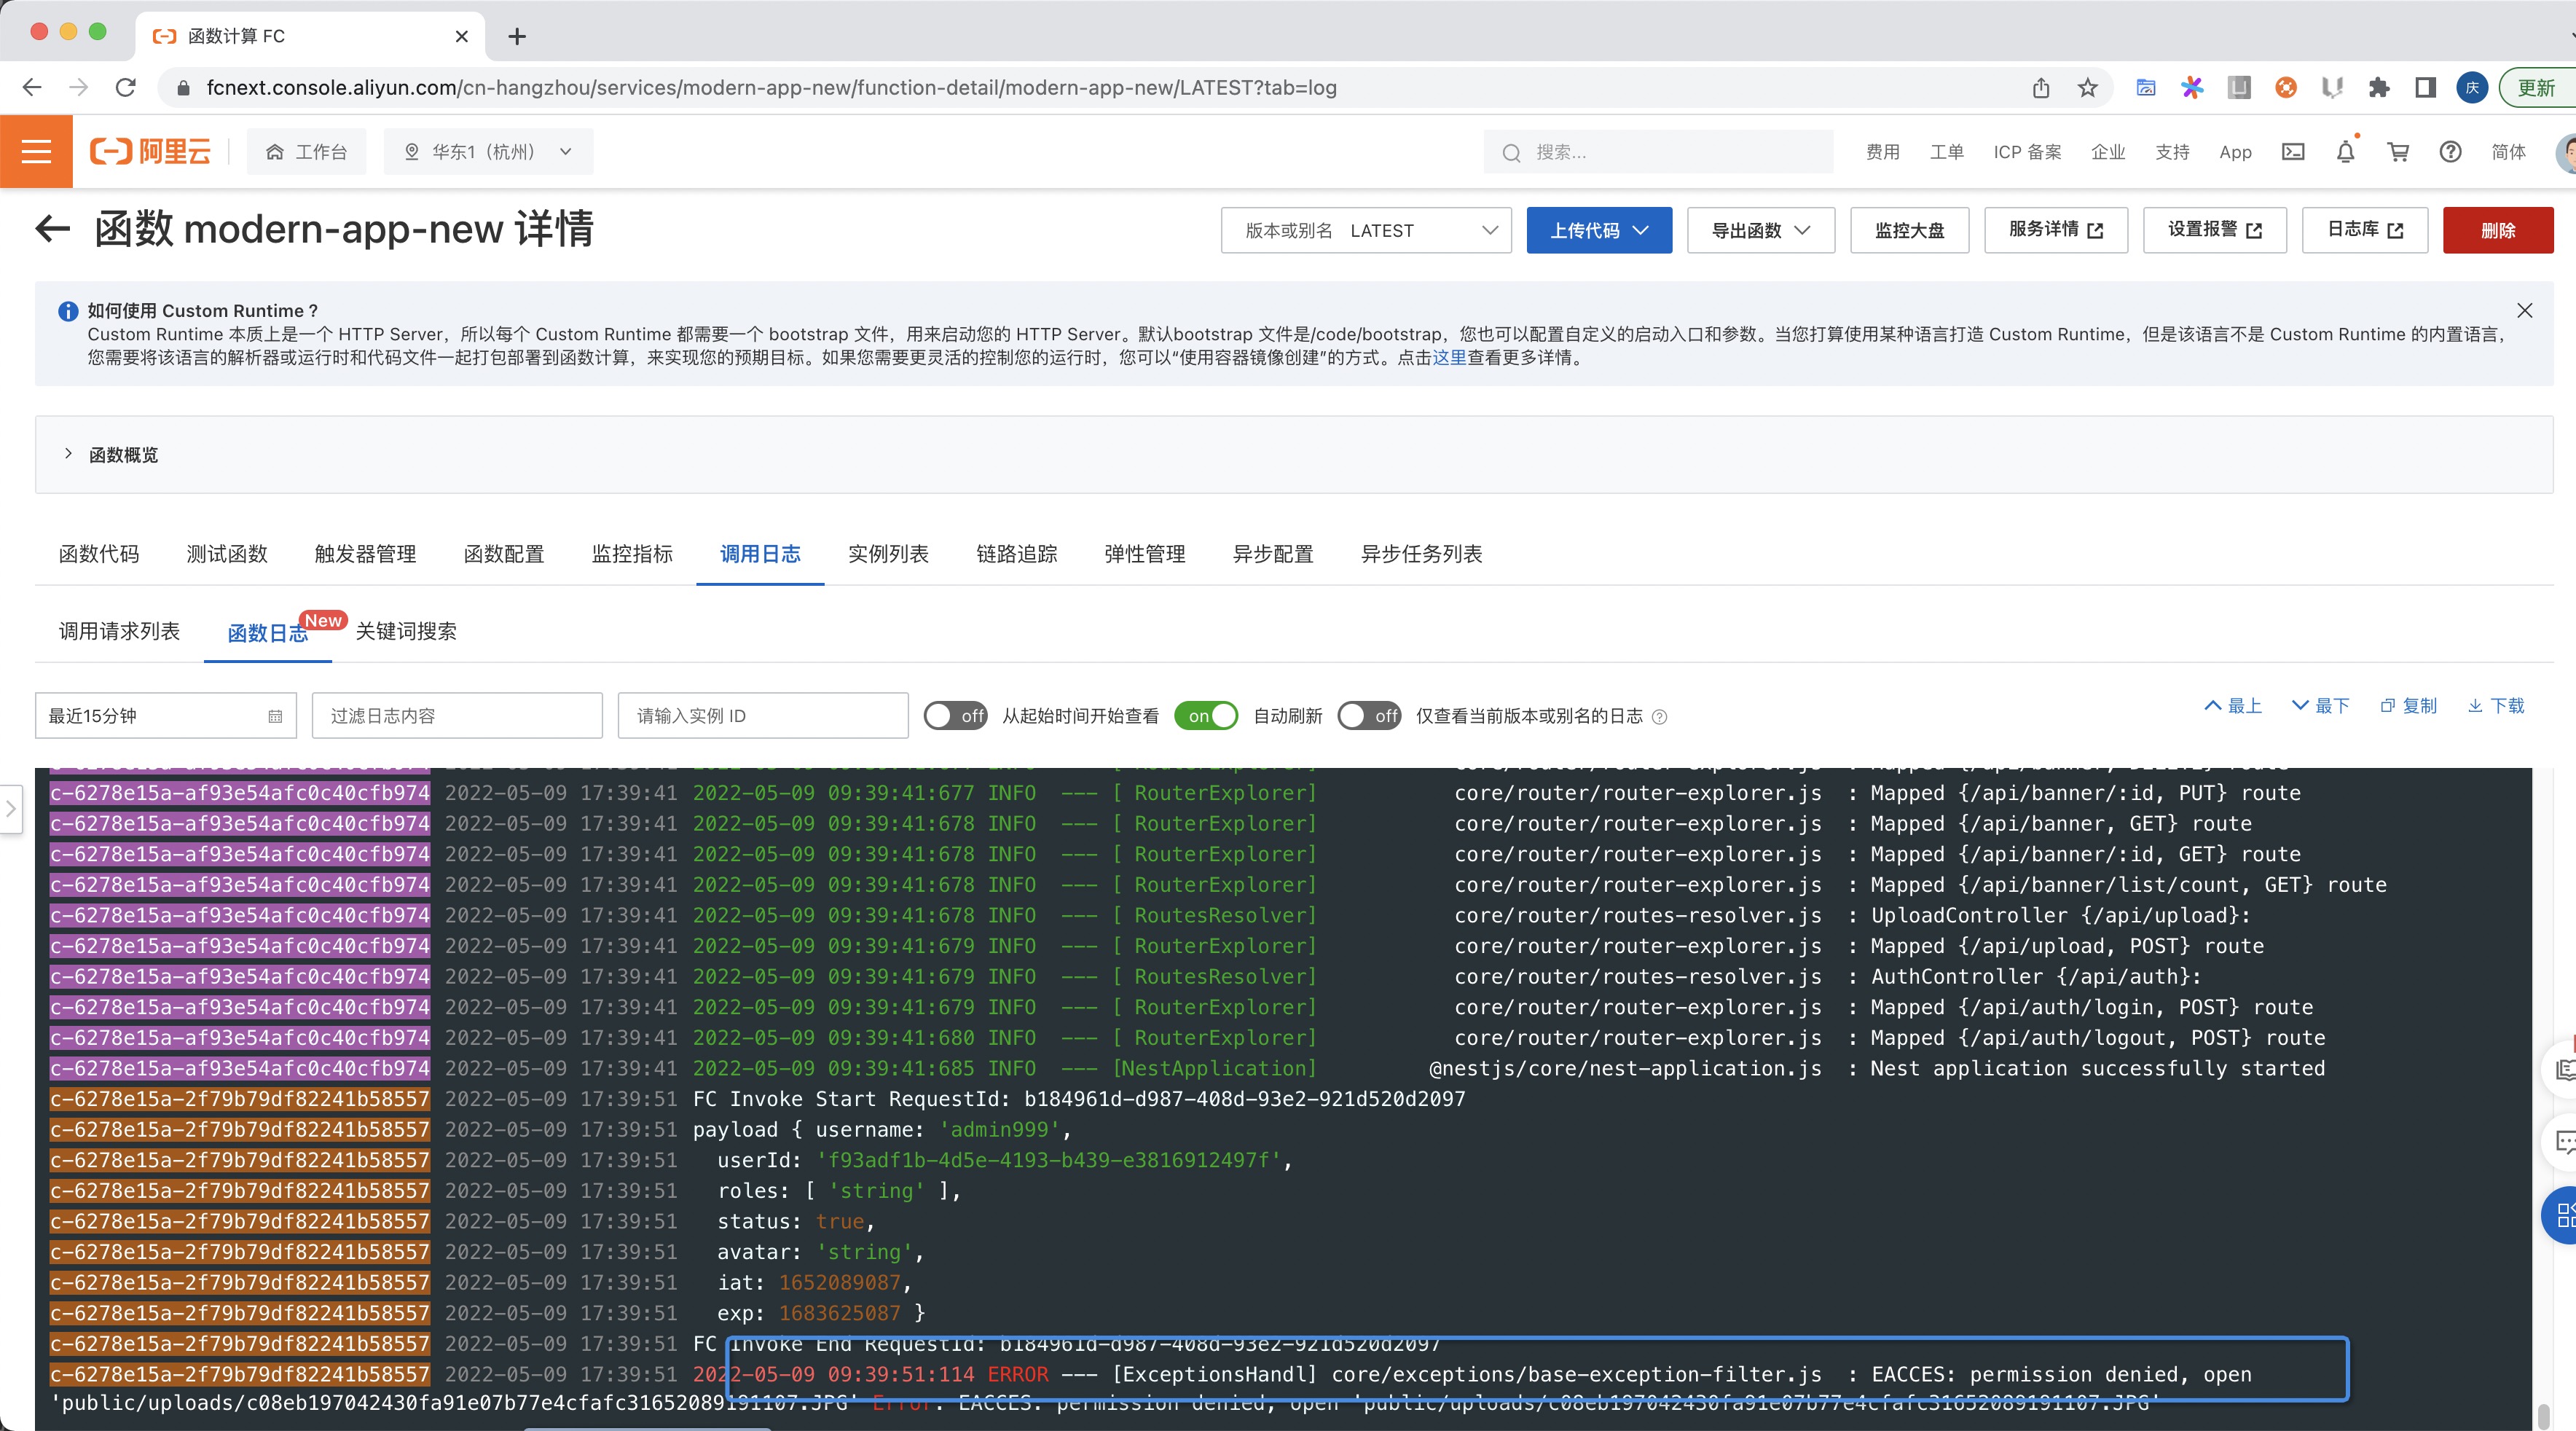 函数计算 FC
fcnext.console.aliyun.com/cn-hangzhou/services/modern-app-new/function-detail/modern-app-new/LATEST?tab=log
庆
更新
阿里云
工作台
华东1（杭州）
搜索...
费用 工单 ICP 备案 企业 支持 App
简体
函数 modern-app-new 详情
版本或别名 LATEST
上传代码
导出函数
监控大盘
服务详情
设置报警
日志库
删除
如何使用 Custom Runtime ?
Custom Runtime 本质上是一个 HTTP Server，所以每个 Custom Runtime 都需要一个 bootstrap 文件，用来启动您的 HTTP Server。默认bootstrap 文件是/code/bootstrap，您也可以配置自定义的启动入口和参数。当您打算使用某种语言打造 Custom Runtime，但是该语言不是 Custom Runtime 的内置语言，
您需要将该语言的解析器或运行时和代码文件一起打包部署到函数计算，来实现您的预期目标。如果您需要更灵活的控制您的运行时，您可以“使用容器镜像创建”的方式。点击这里查看更多详情。
函数概览
函数代码 测试函数 触发器管理 函数配置 监控指标 调用日志 实例列表 链路追踪 弹性管理 异步配置 异步任务列表
调用请求列表 函数日志 New 关键词搜索
最近15分钟
过滤日志内容
请输入实例 ID
off 从起始时间开始查看 on 自动刷新 off 仅查看当前版本或别名的日志
最上 最下 复制 下载
c-6278e15a-af93e54afc0c40cfb974 2022-05-09 17:39:41 2022-05-09 09:39:41:677 INFO --- [ RouterExplorer] core/router/router-explorer.js : Mapped {/api/banner/:id, PUT} route
c-6278e15a-af93e54afc0c40cfb974 2022-05-09 17:39:41 2022-05-09 09:39:41:678 INFO --- [ RouterExplorer] core/router/router-explorer.js : Mapped {/api/banner, GET} route
c-6278e15a-af93e54afc0c40cfb974 2022-05-09 17:39:41 2022-05-09 09:39:41:678 INFO --- [ RouterExplorer] core/router/router-explorer.js : Mapped {/api/banner/:id, GET} route
c-6278e15a-af93e54afc0c40cfb974 2022-05-09 17:39:41 2022-05-09 09:39:41:678 INFO --- [ RouterExplorer] core/router/router-explorer.js : Mapped {/api/banner/list/count, GET} route
c-6278e15a-af93e54afc0c40cfb974 2022-05-09 17:39:41 2022-05-09 09:39:41:678 INFO --- [ RoutesResolver] core/router/routes-resolver.js : UploadController {/api/upload}:
c-6278e15a-af93e54afc0c40cfb974 2022-05-09 17:39:41 2022-05-09 09:39:41:679 INFO --- [ RouterExplorer] core/router/router-explorer.js : Mapped {/api/upload, POST} route
c-6278e15a-af93e54afc0c40cfb974 2022-05-09 17:39:41 2022-05-09 09:39:41:679 INFO --- [ RoutesResolver] core/router/routes-resolver.js : AuthController {/api/auth}:
c-6278e15a-af93e54afc0c40cfb974 2022-05-09 17:39:41 2022-05-09 09:39:41:679 INFO --- [ RouterExplorer] core/router/router-explorer.js : Mapped {/api/auth/login, POST} route
c-6278e15a-af93e54afc0c40cfb974 2022-05-09 17:39:41 2022-05-09 09:39:41:680 INFO --- [ RouterExplorer] core/router/router-explorer.js : Mapped {/api/auth/logout, POST} route
c-6278e15a-af93e54afc0c40cfb974 2022-05-09 17:39:41 2022-05-09 09:39:41:685 INFO --- [NestApplication] @nestjs/core/nest-application.js : Nest application successfully started
c-6278e15a-2f79b79df82241b58557 2022-05-09 17:39:51 FC Invoke Start RequestId: b184961d-d987-408d-93e2-921d520d2097
c-6278e15a-2f79b79df82241b58557 2022-05-09 17:39:51 payload { username: 'admin999',
c-6278e15a-2f79b79df82241b58557 2022-05-09 17:39:51 userId: 'f93adf1b-4d5e-4193-b439-e3816912497f',
c-6278e15a-2f79b79df82241b58557 2022-05-09 17:39:51 roles: [ 'string' ],
c-6278e15a-2f79b79df82241b58557 2022-05-09 17:39:51 status: true,
c-6278e15a-2f79b79df82241b58557 2022-05-09 17:39:51 avatar: 'string',
c-6278e15a-2f79b79df82241b58557 2022-05-09 17:39:51 iat: 1652089087,
c-6278e15a-2f79b79df82241b58557 2022-05-09 17:39:51 exp: 1683625087 }
c-6278e15a-2f79b79df82241b58557 2022-05-09 17:39:51 FC Invoke End RequestId: b184961d-d987-408d-93e2-921d520d2097
c-6278e15a-2f79b79df82241b58557 2022-05-09 17:39:51 2022-05-09 09:39:51:114 ERROR --- [ExceptionsHandl] core/exceptions/base-exception-filter.js : EACCES: permission denied, open
'public/uploads/c08eb197042430fa91e07b77e4cfafc31652089191107.JPG' Error: EACCES: permission denied, open 'public/uploads/c08eb197042430fa91e07b77e4cfafc31652089191107.JPG'